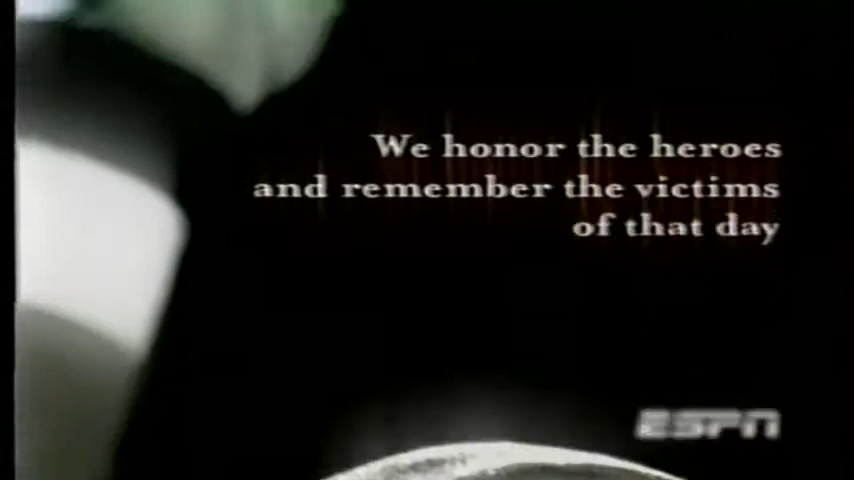 We honor the heroes
and remember the victims
of that day
ESPN